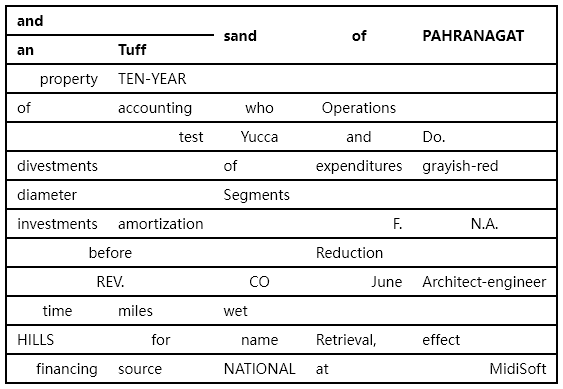 and
sand of PAHRANAGAT
an Tuff
property TEN-YEAR
of accounting who Operations
test Yucca and Do.
divestments of expenditures grayish-red
diameter Segments
investments amortization F. N.A.
before Reduction
REV. CO June Architect-engineer
time miles wet
HILLS for name Retrieval, effect
financing source NATIONAL at MidiSoft